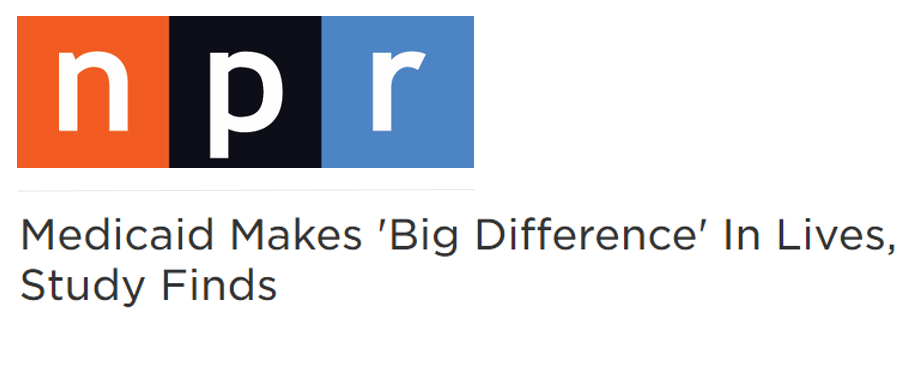 npr
Medicaid Makes 'Big Difference' In Lives,
Study Finds